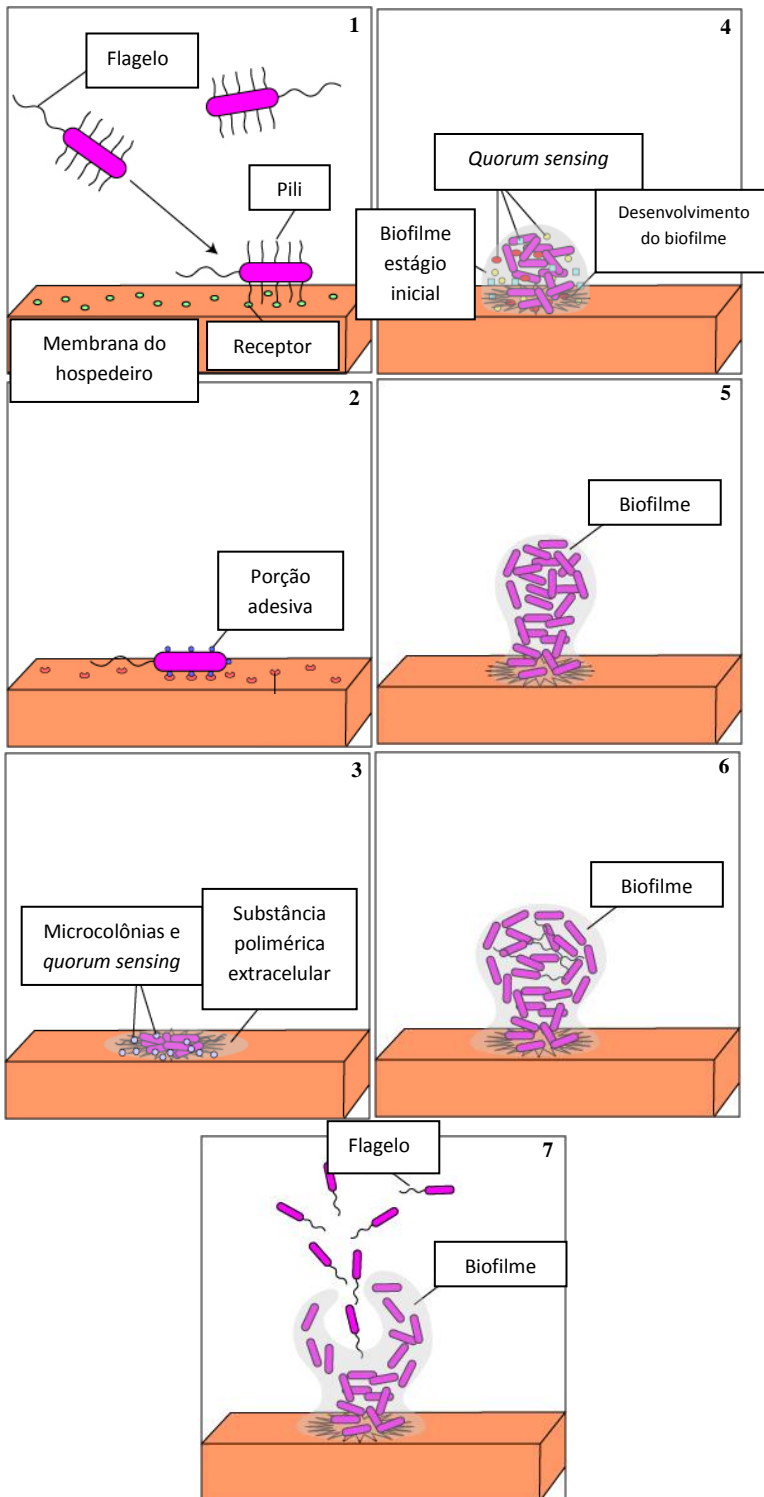 1
Flagelo
Pili
Membrana do
hospedeiro
Receptor
2
Porção
adesiva
3
Microcolônias e
quorum sensing
Substância
polimérica
extracelular
4
Quorum sensing
Biofilme
estágio
inicial
Desenvolvimento
do biofilme
5
Biofilme
6
Biofilme
7
Flagelo
Biofilme